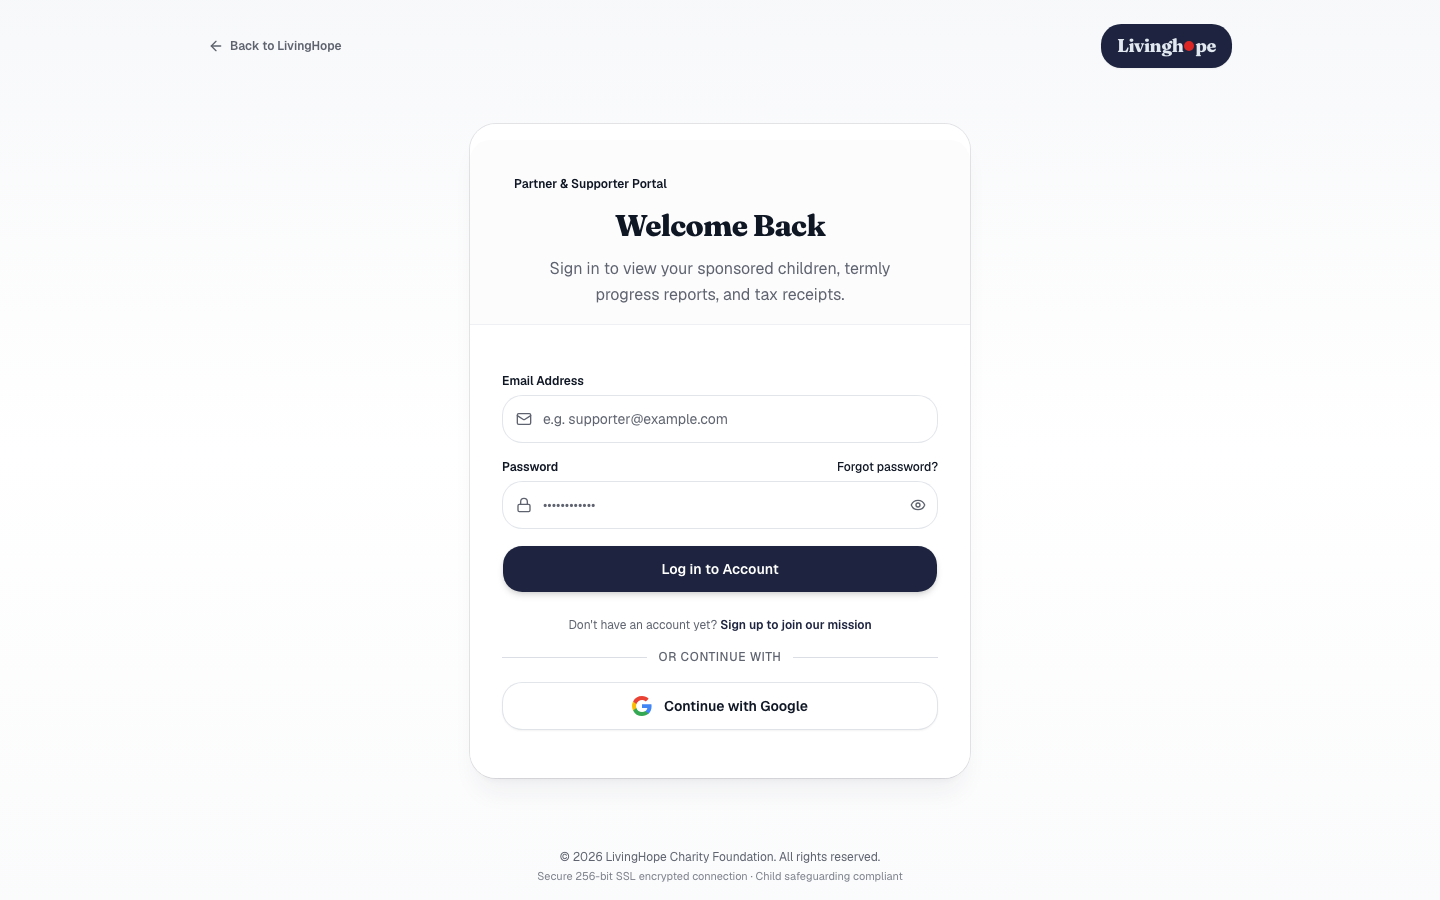 Back to LivingHope
Livinghope
Partner & Supporter Portal
Welcome Back
Sign in to view your sponsored children, termly
progress reports, and tax receipts.
Email Address
e.g. supporter@example.com
Password
Forgot password?
••••••••••••
Log in to Account
Don't have an account yet? Sign up to join our mission
OR CONTINUE WITH
Continue with Google
© 2026 LivingHope Charity Foundation. All rights reserved.
Secure 256-bit SSL encrypted connection · Child safeguarding compliant